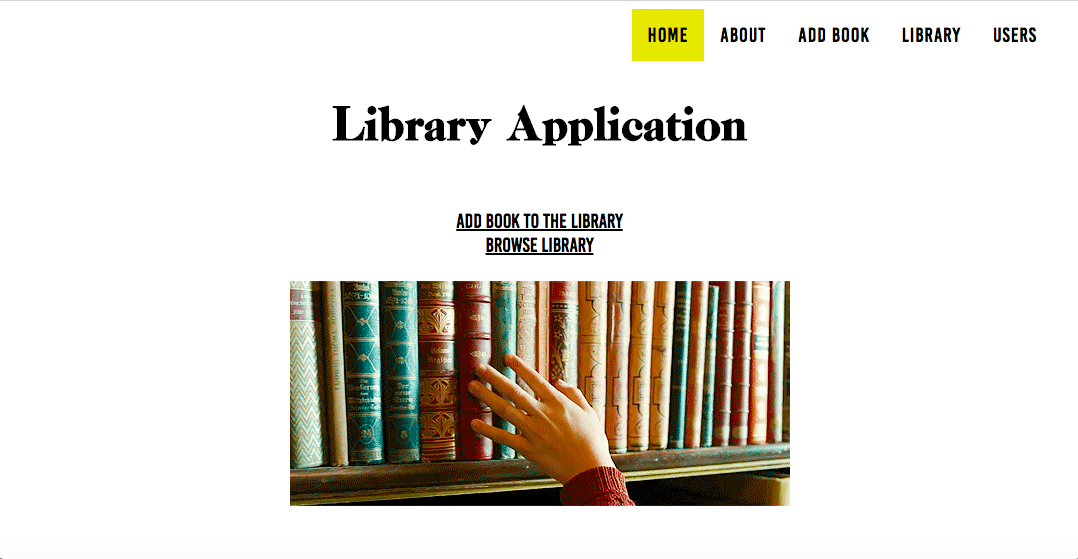 HOME ABOUT ADD BOOK LIBRARY USERS
Library Application
ADD BOOK TO THE LIBRARY
BROWSE LIBRARY